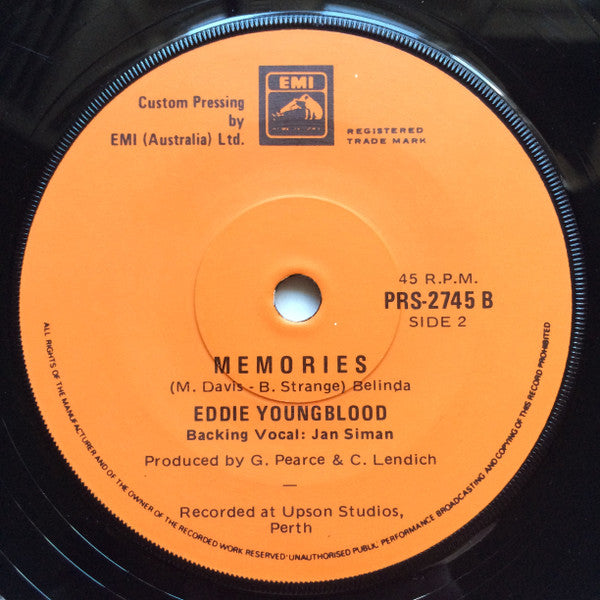 EMI
Custom Pressing
by
EMI (Australia) Ltd.
REGISTERED
TRADE MARK
45 R.P.M.
PRS-2745 B
SIDE 2
MEMORIES
(M. Davis - B. Strange) Belinda
EDDIE YOUNGBLOOD
Backing Vocal: Jan Siman
Produced by G. Pearce & C. Lendich
—
Recorded at Upson Studios,
Perth
ALL RIGHTS OF THE MANUFACTURER AND OF THE OWNER OF THE RECORDED WORK RESERVED·UNAUTHORISED PUBLIC PERFORMANCE BROADCASTING AND COPYING OF THIS RECORD PROHIBITED